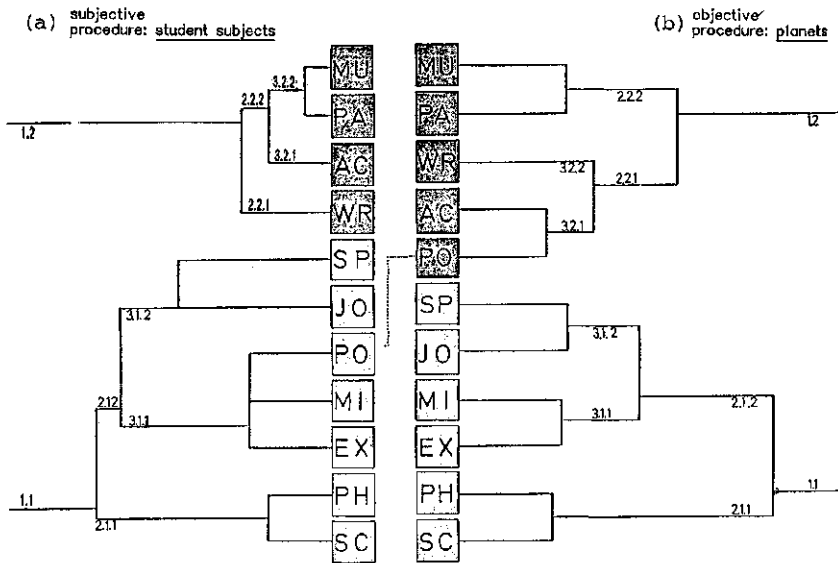 (a) subjective
procedure: student subjects
(b) objective
procedure: planets
MU
PA
AC
WR
SP
JO
PO
MI
EX
PH
SC
3.2.2
2.2.2
3.2.1
2.2.1
1.2
3.1.2
2.1.2
3.1.1
1.1
2.1.1
MU
PA
WR
AC
PO
SP
JO
MI
EX
PH
SC
2.2.2
1.2
3.2.2
2.2.1
3.2.1
3.1.2
3.1.1
2.1.2
1.1
2.1.1